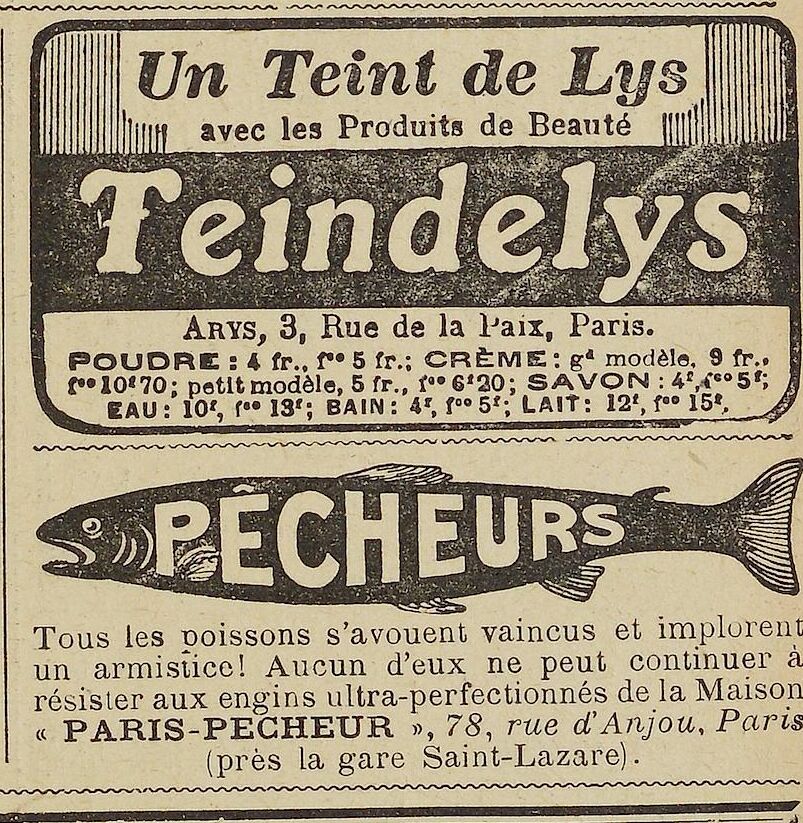 Un Teint de Lys
avec les Produits de Beauté
Teindelys
ARYS, 3, Rue de la Paix, Paris.
POUDRE : 4 fr., fco 5 fr.; CRÈME : gd modèle, 9 fr.,
fco 10f70; petit modèle, 5 fr., fco 6f20; SAVON : 4f, fco 5f;
EAU : 10f, fco 13f; BAIN : 4f, fco 5f; LAIT : 12f, fco 15f.
PÊCHEURS
Tous les poissons s'avouent vaincus et implorent
un armistice! Aucun d'eux ne peut continuer à
résister aux engins ultra-perfectionnés de la Maison
« PARIS-PECHEUR », 78, rue d'Anjou, Paris
(près la gare Saint-Lazare).